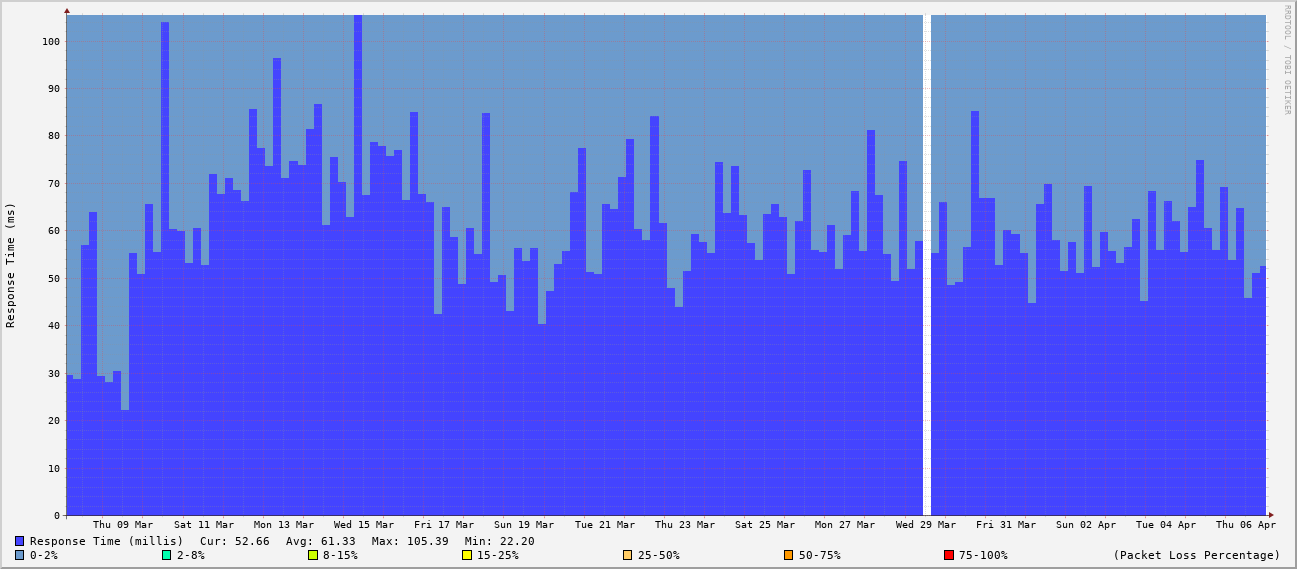 RRDTOOL / TOBI OETIKER
Response Time (ms)
100
90
80
70
60
50
40
30
20
10
0
Thu 09 Mar Sat 11 Mar Mon 13 Mar Wed 15 Mar Fri 17 Mar Sun 19 Mar Tue 21 Mar Thu 23 Mar Sat 25 Mar Mon 27 Mar Wed 29 Mar Fri 31 Mar Sun 02 Apr Tue 04 Apr Thu 06 Apr
Response Time (millis) Cur: 52.66 Avg: 61.33 Max: 105.39 Min: 22.20
0-2% 2-8% 8-15% 15-25% 25-50% 50-75% 75-100% (Packet Loss Percentage)